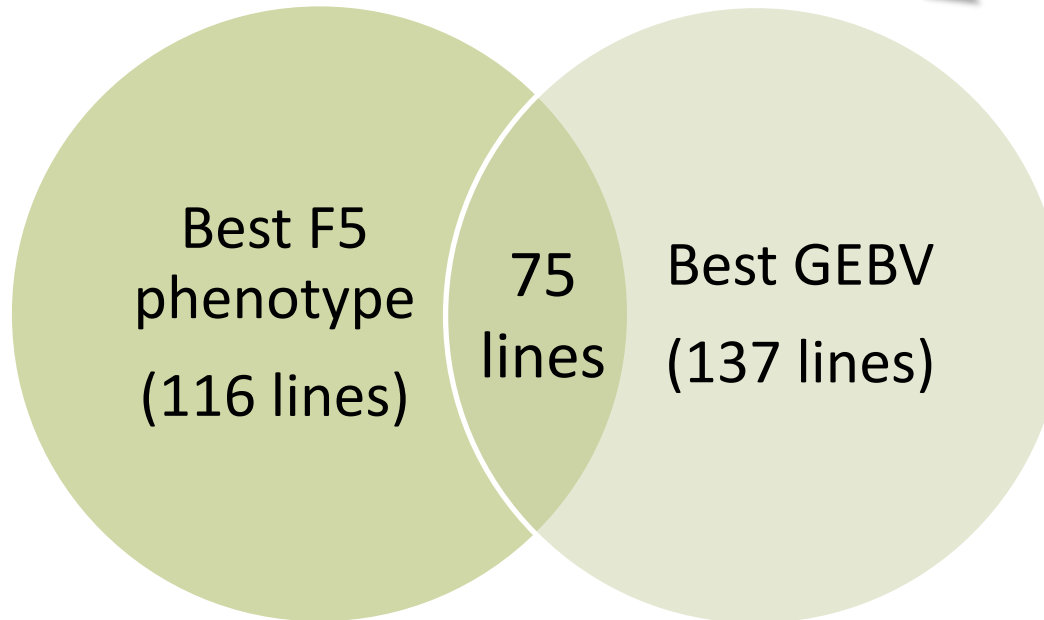 Best F5
phenotype
(116 lines)
75
lines
Best GEBV
(137 lines)